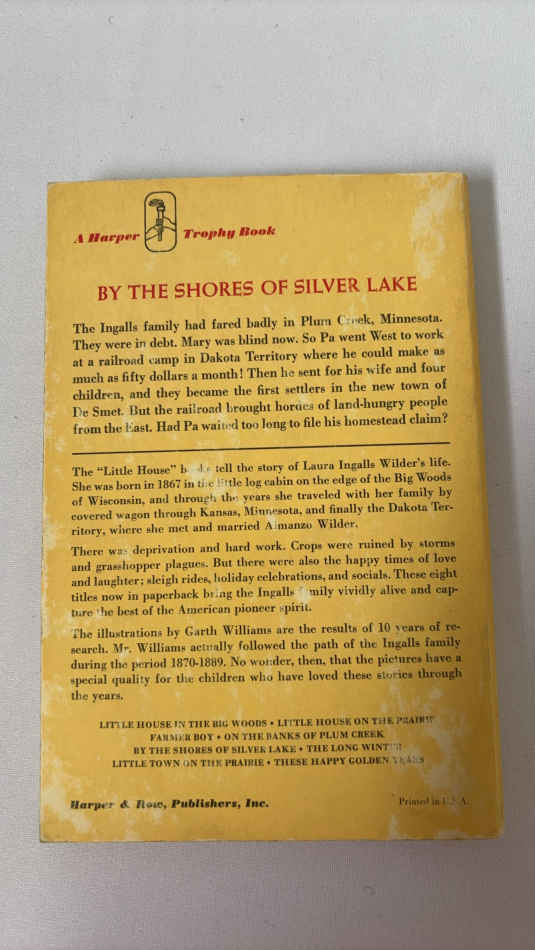 A Harper Trophy Book
BY THE SHORES OF SILVER LAKE
The Ingalls family had fared badly in Plum Creek, Minnesota.
They were in debt. Mary was blind now. So Pa went West to work
at a railroad camp in Dakota Territory where he could make as
much as fifty dollars a month! Then he sent for his wife and four
children, and they became the first settlers in the new town of
De Smet. But the railroad brought hordes of land-hungry people
from the East. Had Pa waited too long to file his homestead claim?
The "Little House" books tell the story of Laura Ingalls Wilder's life.
She was born in 1867 in the little log cabin on the edge of the Big Woods
of Wisconsin, and through the years she traveled with her family by
covered wagon through Kansas, Minnesota, and finally the Dakota Ter-
ritory, where she met and married Almanzo Wilder.
There was deprivation and hard work. Crops were ruined by storms
and grasshopper plagues. But there were also the happy times of love
and laughter; sleigh rides, holiday celebrations, and socials. These eight
titles now in paperback bring the Ingalls family vividly alive and cap-
ture the best of the American pioneer spirit.
The illustrations by Garth Williams are the results of 10 years of re-
search. Mr. Williams actually followed the path of the Ingalls family
during the period 1870-1889. No wonder, then, that the pictures have a
special quality for the children who have loved these stories through
the years.
LITTLE HOUSE IN THE BIG WOODS • LITTLE HOUSE ON THE PRAIRIE
FARMER BOY • ON THE BANKS OF PLUM CREEK
BY THE SHORES OF SILVER LAKE • THE LONG WINTER
LITTLE TOWN ON THE PRAIRIE • THESE HAPPY GOLDEN YEARS
Harper & Row, Publishers, Inc. Printed in U.S.A.